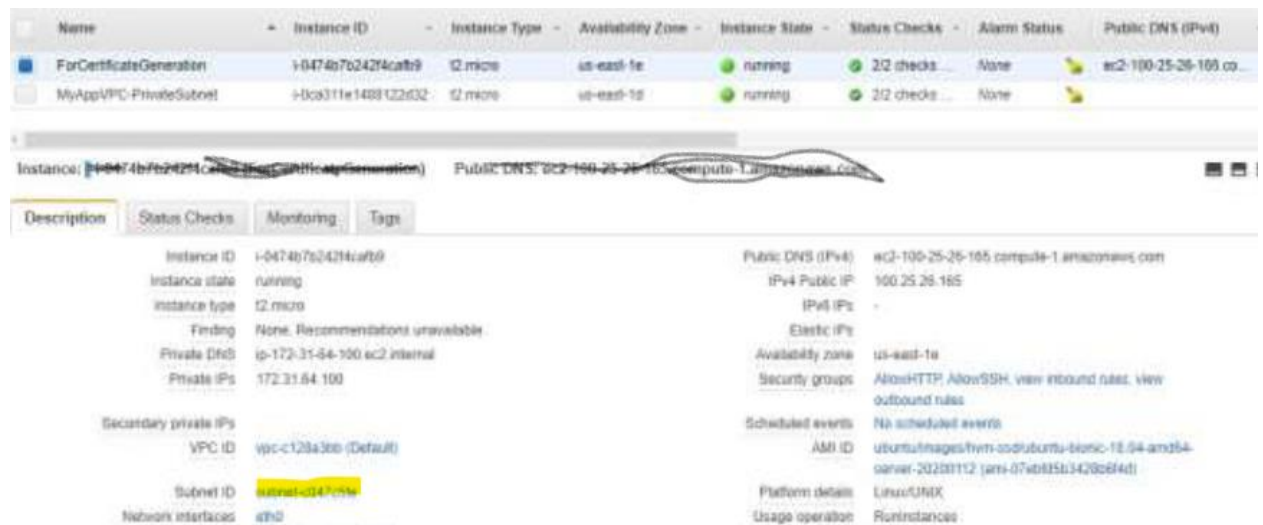 Name Instance ID Instance Type Availability Zone Instance State Status Checks Alarm Status Public DNS (IPv4)
ForCertificateGeneration i-0474b7b242f4cafb9 t2.micro us-east-1e running 2/2 checks ... None ec2-100-25-26-165.co...
MyAppVPC-PrivateSubnet t2.micro us-east-1d running 2/2 checks ... None
Instance: Public DNS:
Description Status Checks Monitoring Tags
Instance ID i-0474b7b242f4cafb9 Public DNS (IPv4) ec2-100-25-26-165.compute-1.amazonaws.com
Instance state running IPv4 Public IP 100.25.26.165
Instance type t2.micro IPv6 IPs -
Finding None. Recommendations unavailable Elastic IPs
Private DNS ip-172-31-64-100.ec2.internal Availability zone us-east-1e
Private IPs 172.31.64.100 Security groups AllowHTTP, AllowSSH, view inbound rules, view
outbound rules
Secondary private IPs Scheduled events No scheduled events
VPC ID (Default) AMI ID ubuntu/images/hvm-ssd/ubuntu-bionic-18.04-amd64-
server-20200112
Subnet ID Platform details Linux/UNIX
Network interfaces eth0 Usage operation RunInstances